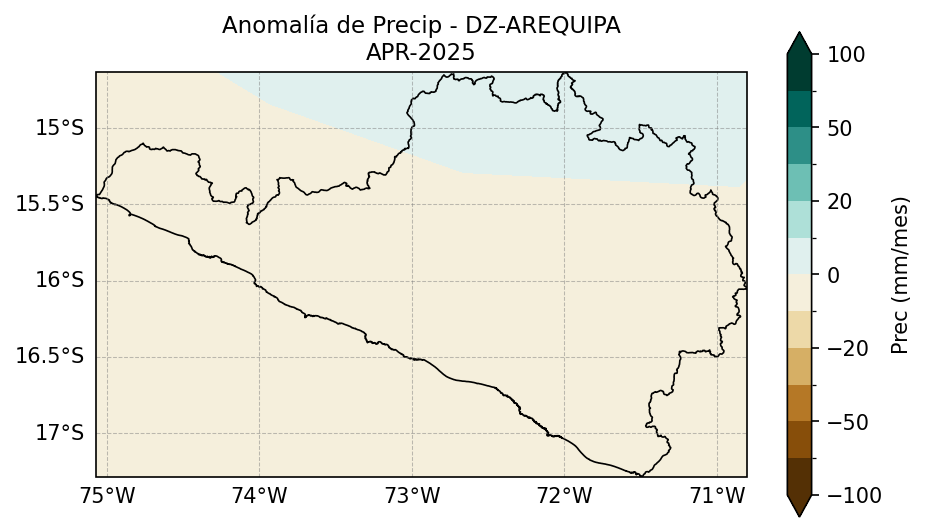 Anomalía de Precip - DZ-AREQUIPA
APR-2025
15°S
15.5°S
16°S
16.5°S
17°S
75°W
74°W
73°W
72°W
71°W
100
50
20
0
−20
−50
−100
Prec (mm/mes)